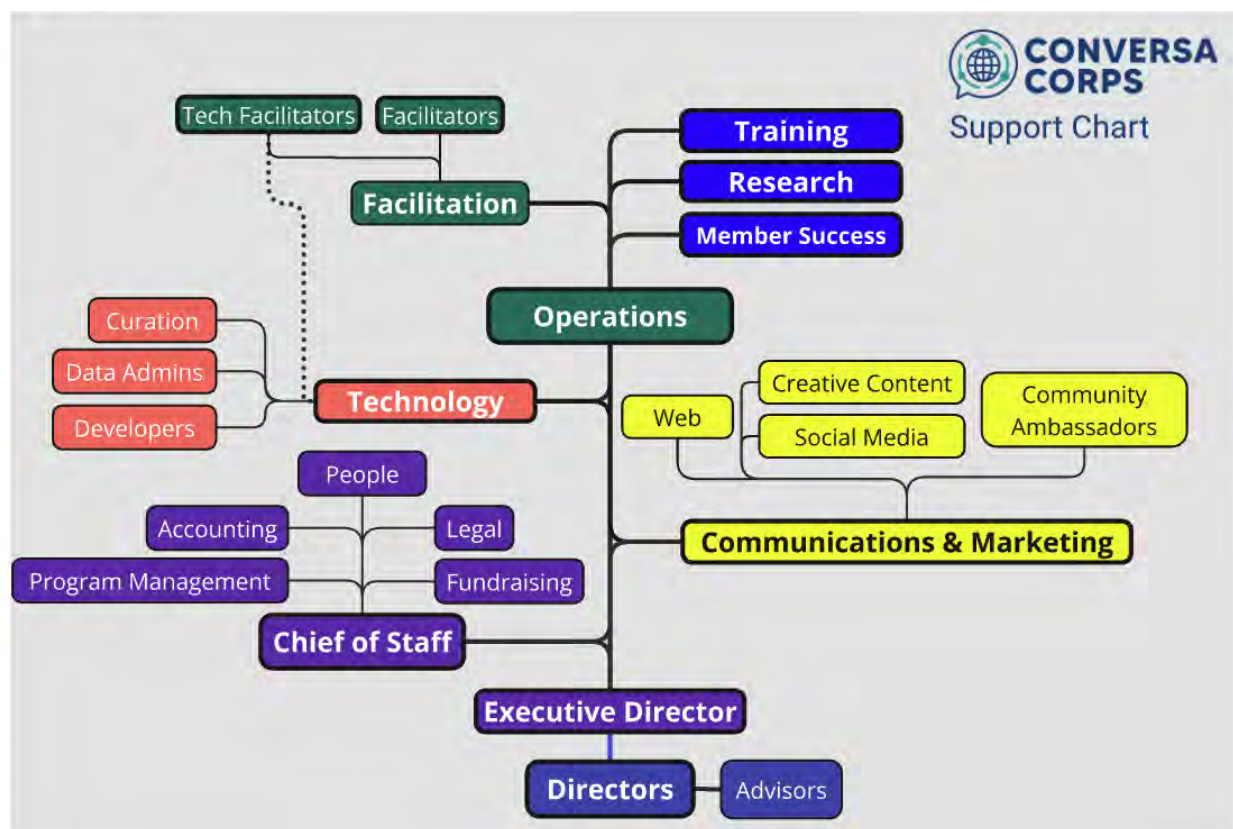 CONVERSA
CORPS
Support Chart
Tech Facilitators
Facilitators
Facilitation
Training
Research
Member Success
Operations
Curation
Data Admins
Developers
Technology
Creative Content
Web
Social Media
Community
Ambassadors
Communications & Marketing
People
Accounting
Legal
Program Management
Fundraising
Chief of Staff
Executive Director
Directors
Advisors